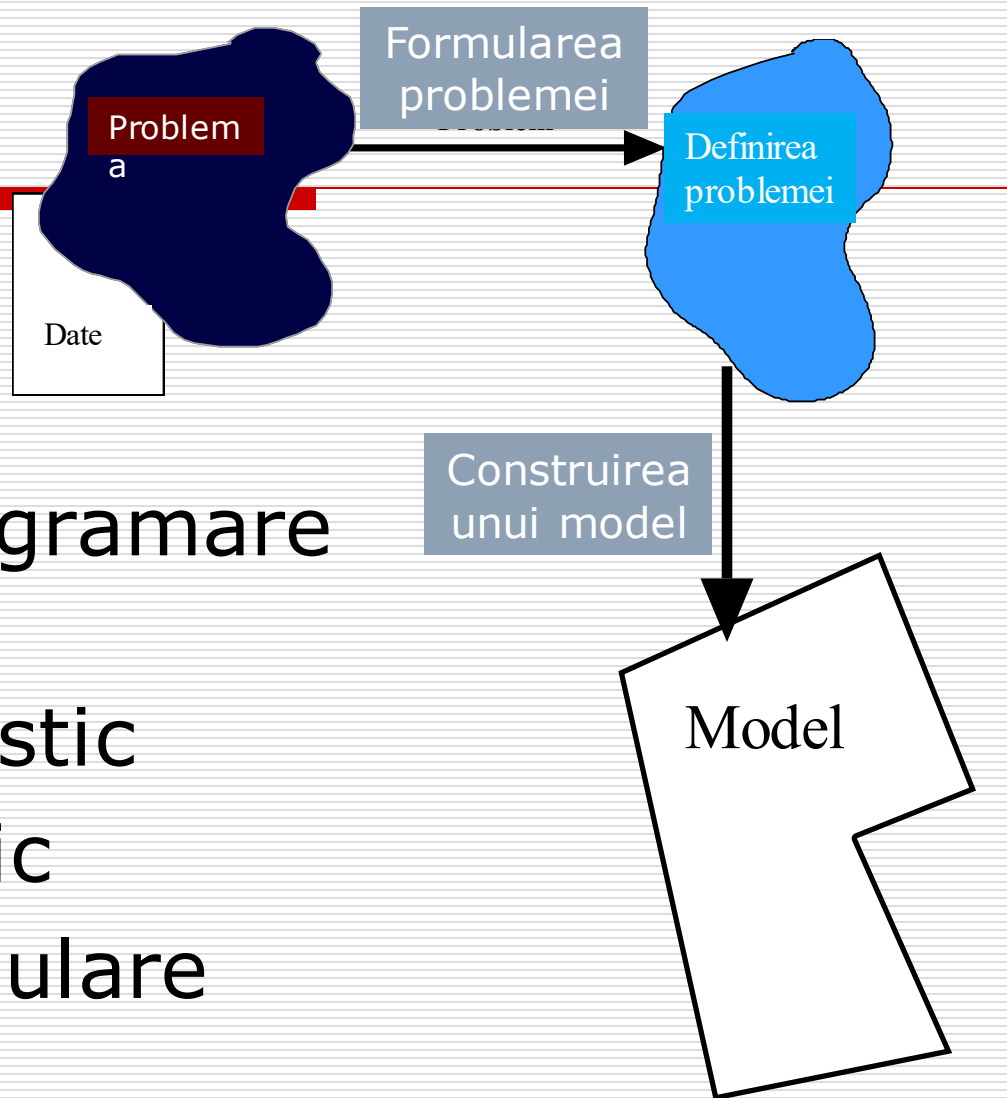 Formularea
problemei
Problem
a
Definirea
problemei
Date
Construirea
unui model
gramare
stic
ic
ulare
Model